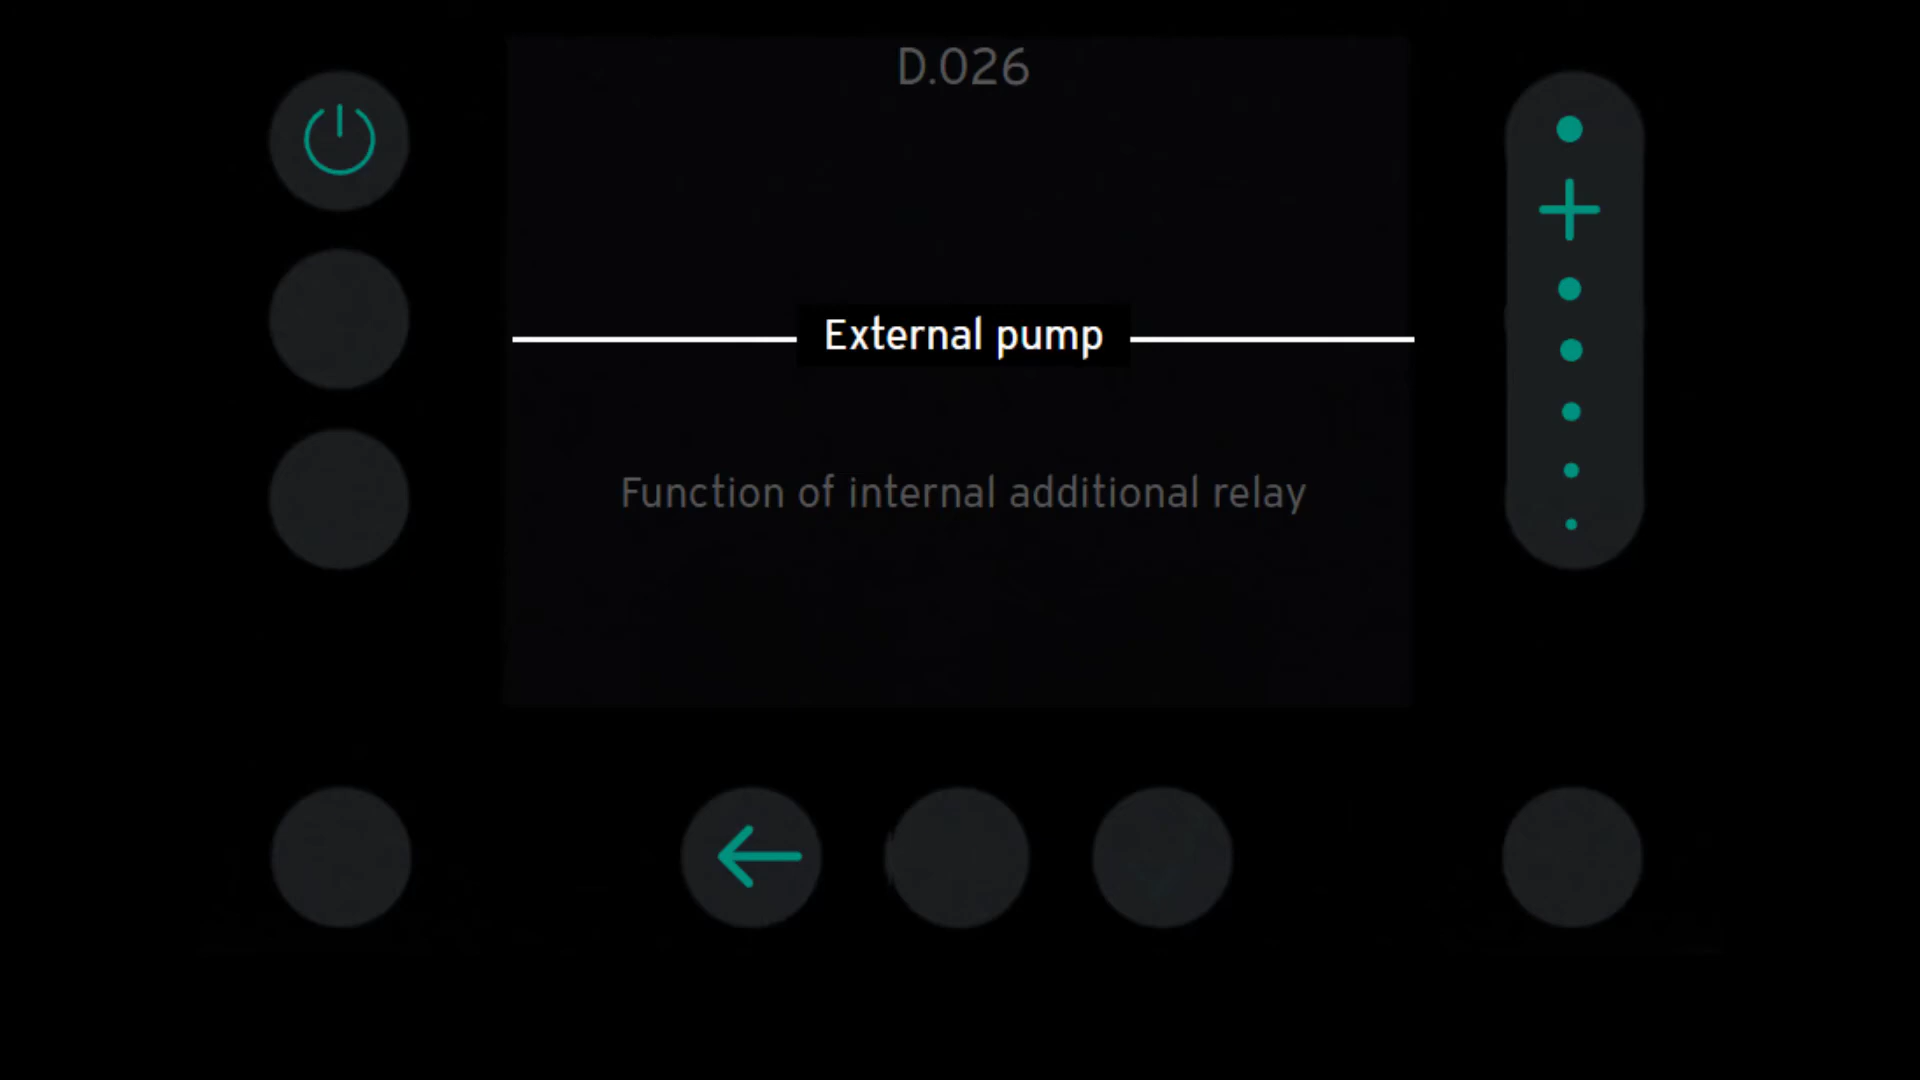 D.026
External pump
Function of internal additional relay